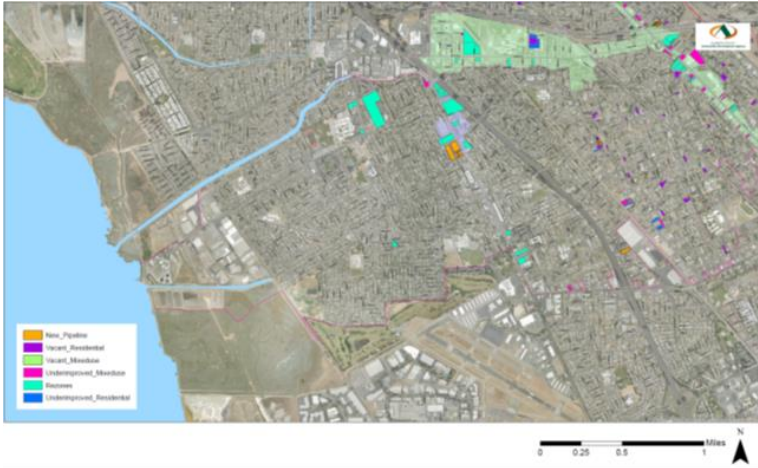 New_Pipeline
Vacant_Residential
Vacant_Mixeduse
Underimproved_Mixeduse
Rezones
Underimproved_Residential
N
Miles
0 0.25 0.5 1